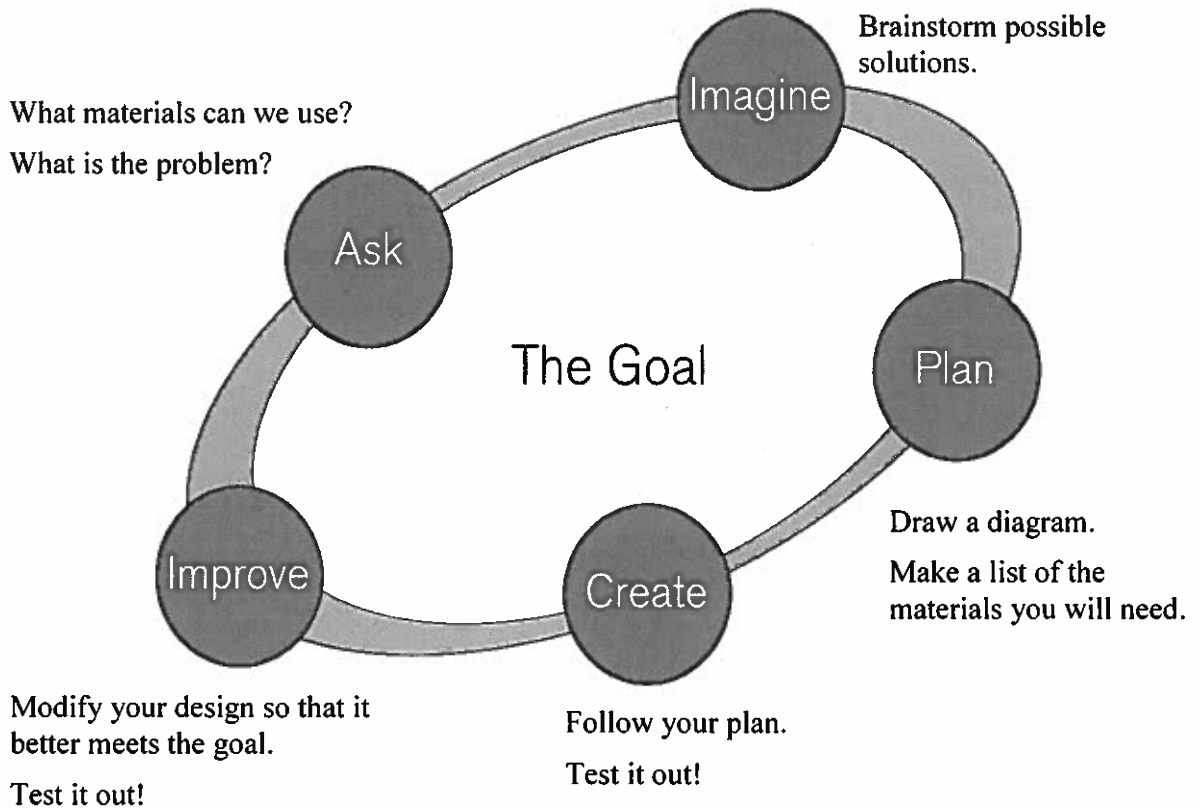 Brainstorm possible
solutions.
Imagine
What materials can we use?
What is the problem?
Ask
The Goal
Plan
Draw a diagram.
Make a list of the
materials you will need.
Create
Follow your plan.
Test it out!
Improve
Modify your design so that it
better meets the goal.
Test it out!